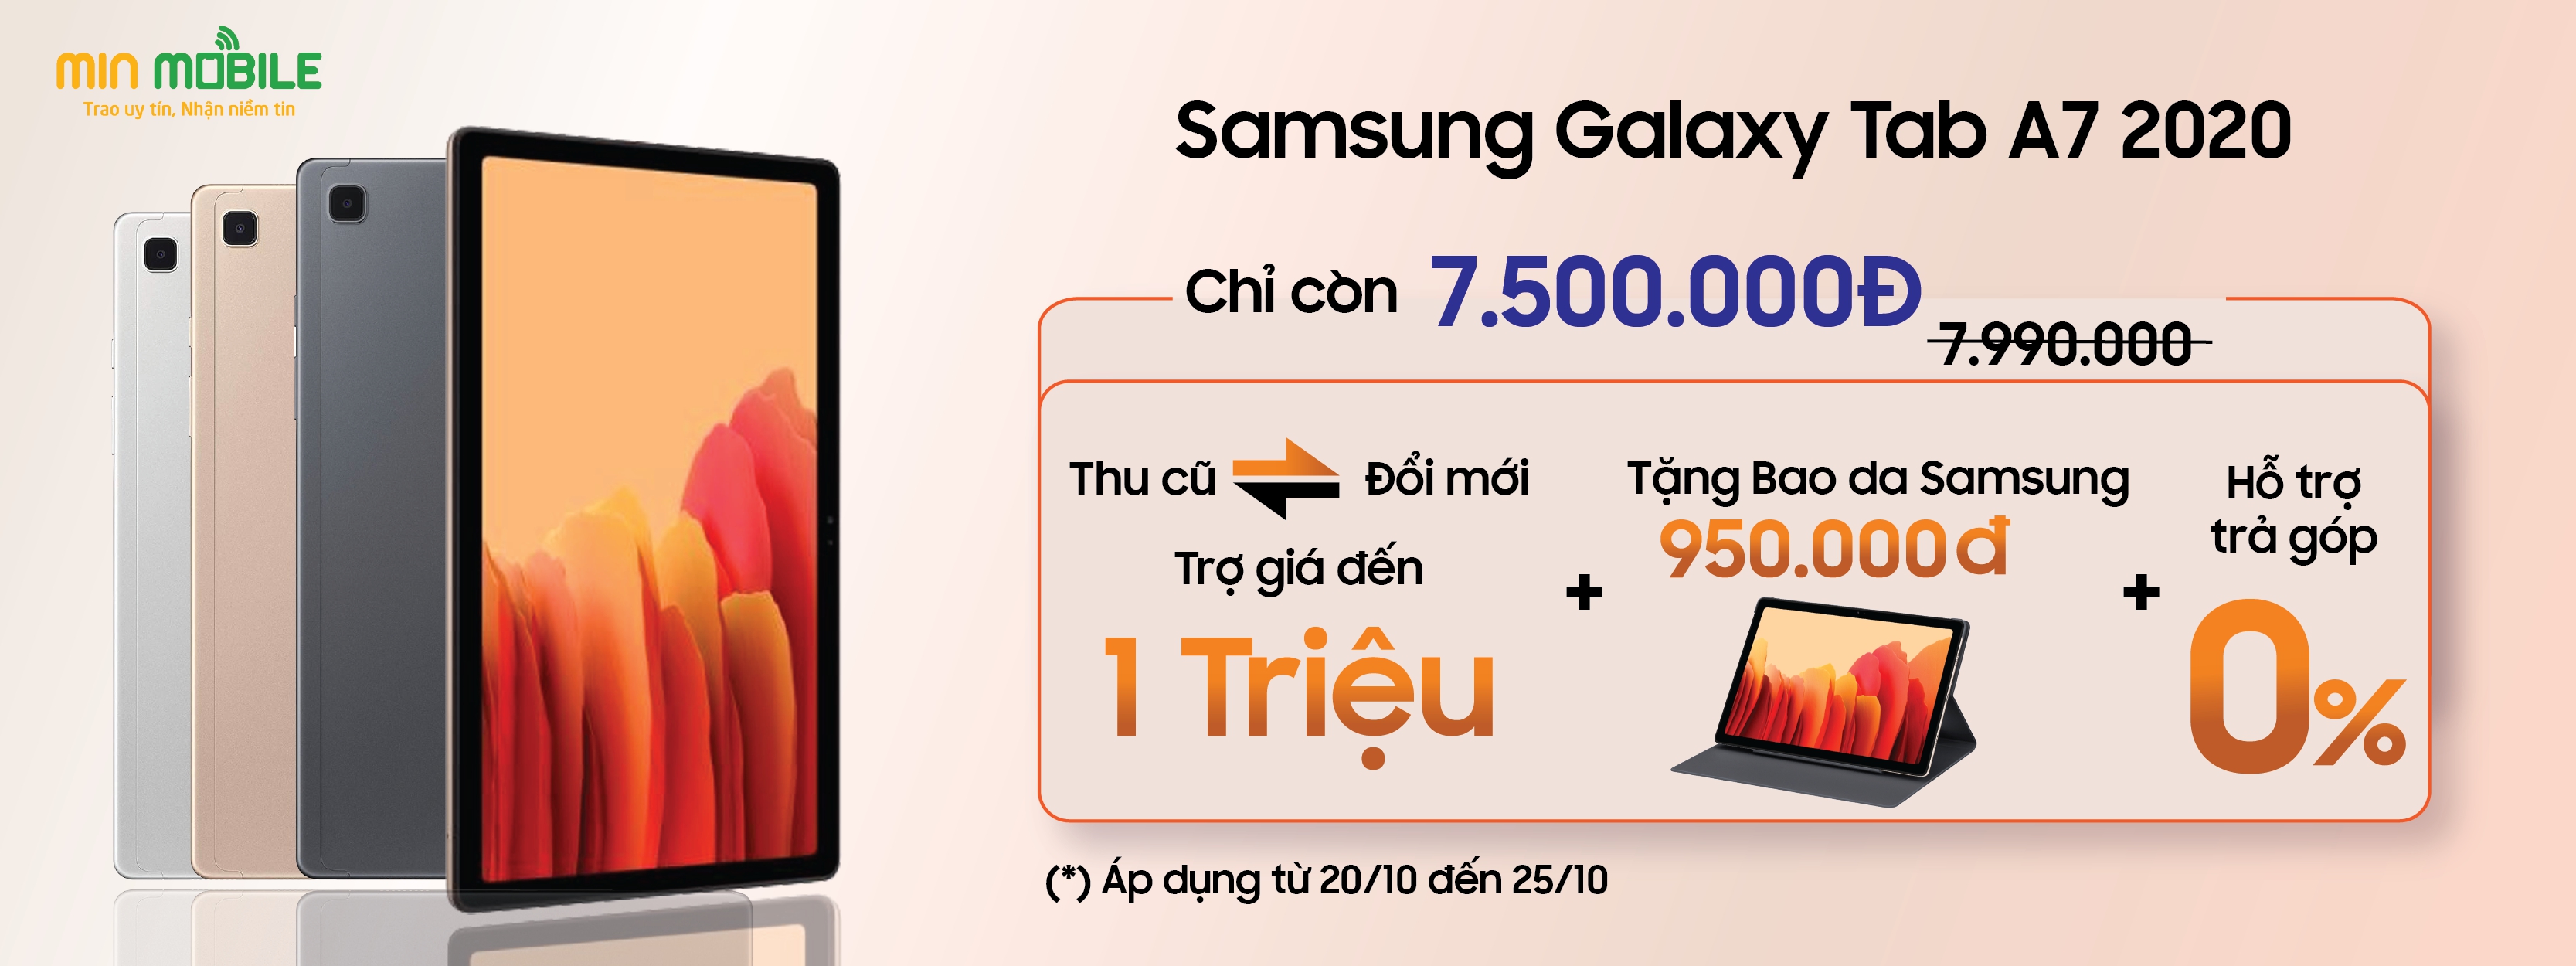 MIN MOBILE
Trao uy tín, Nhận niềm tin
Samsung Galaxy Tab A7 2020
Chỉ còn 7.500.000Đ
7.990.000
Thu cũ Đổi mới
Trợ giá đến
1 Triệu
+
Tặng Bao da Samsung
950.000đ
+
Hỗ trợ
trả góp
0%
(*) Áp dụng từ 20/10 đến 25/10